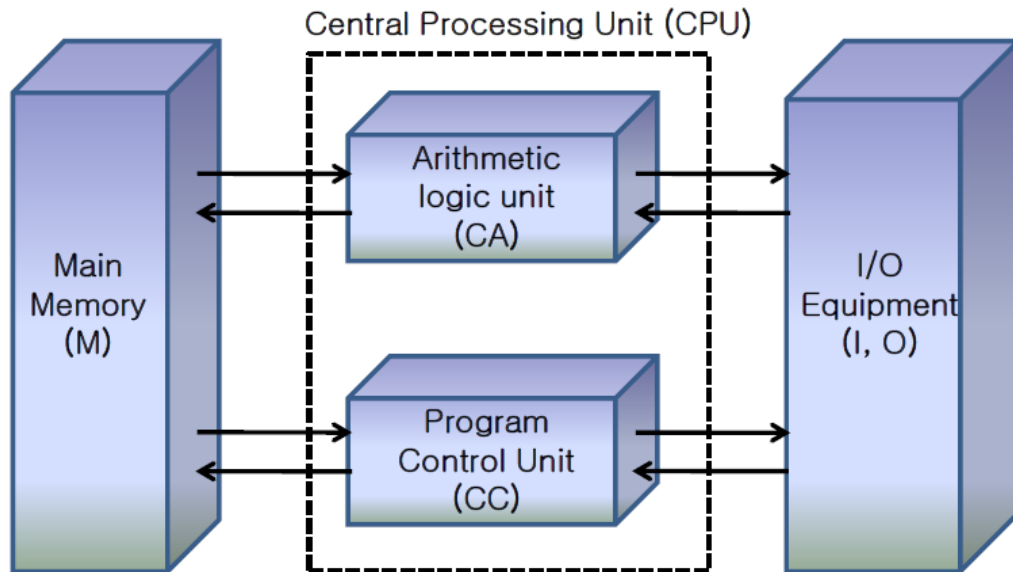 Central Processing Unit (CPU)
Main
Memory
(M)
Arithmetic
logic unit
(CA)
Program
Control Unit
(CC)
I/O
Equipment
(I, O)